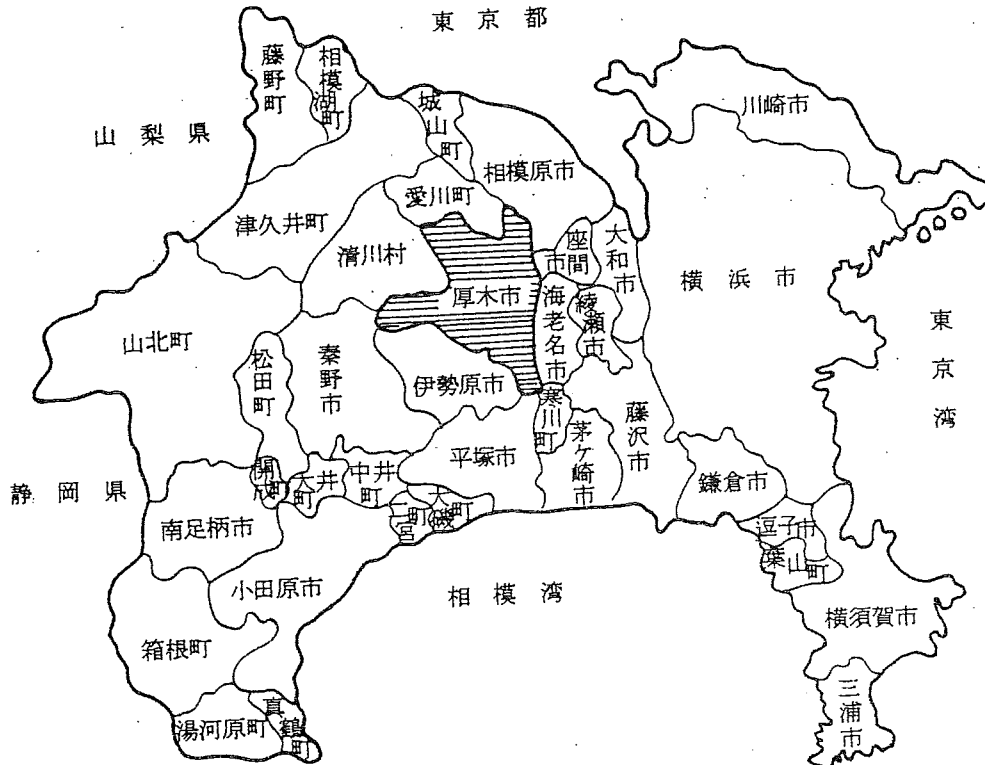 東京都
藤野町
相模湖町
城山町
川崎市
山梨県
相模原市
愛川町
津久井町
清川村
座間市
大和市
横浜市
厚木市
海老名市
綾瀬市
東京湾
山北町
松田町
秦野市
伊勢原市
寒川町
藤沢市
茅ケ崎市
平塚市
鎌倉市
静岡県
開成町
大井町
中井町
二宮町
大磯町
南足柄市
逗子市
葉山町
小田原市
相模湾
横須賀市
箱根町
三浦市
湯河原町
真鶴町